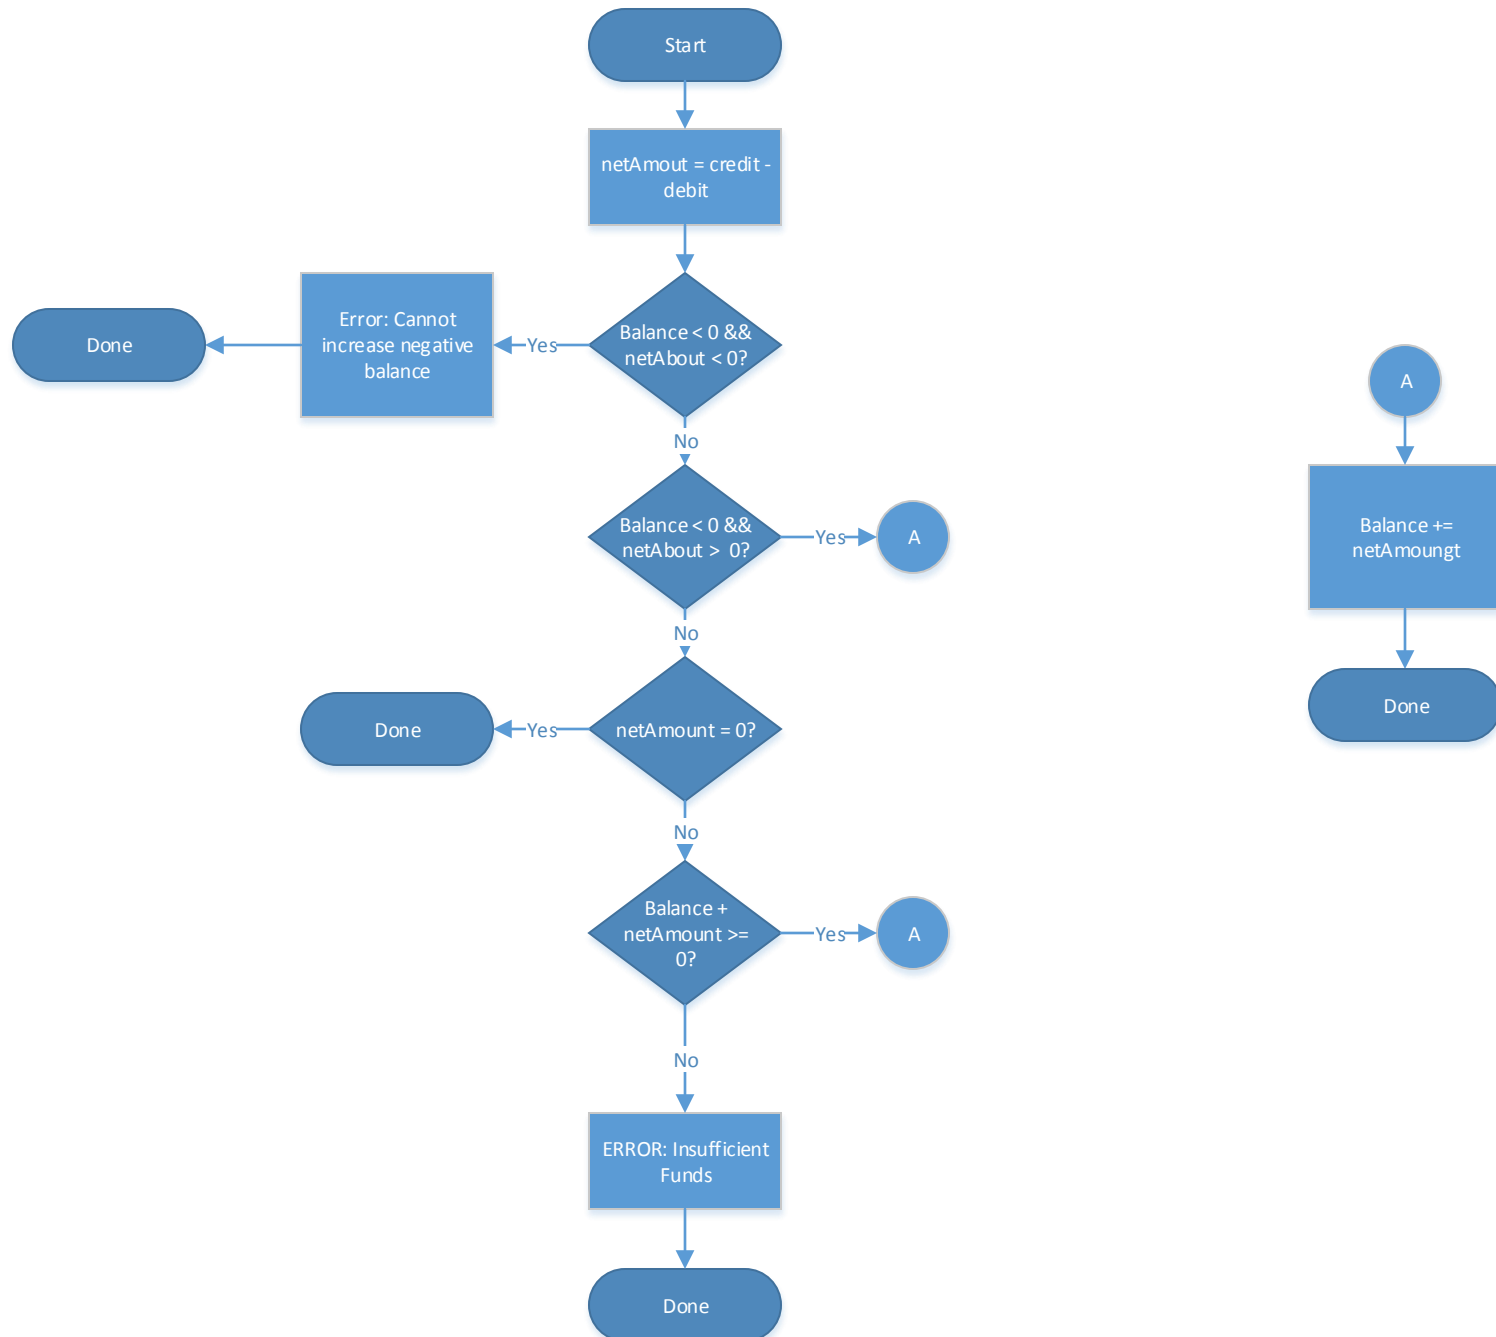 Start
netAmout = credit -
debit
Balance < 0 &&
netAbout < 0?
Yes
Error: Cannot
increase negative
balance
Done
No
Balance < 0 &&
netAbout >  0?
Yes
A
No
netAmount = 0?
Yes
Done
No
Balance +
netAmount >=
0?
Yes
A
No
ERROR: Insufficient
Funds
Done
A
Balance +=
netAmoungt
Done